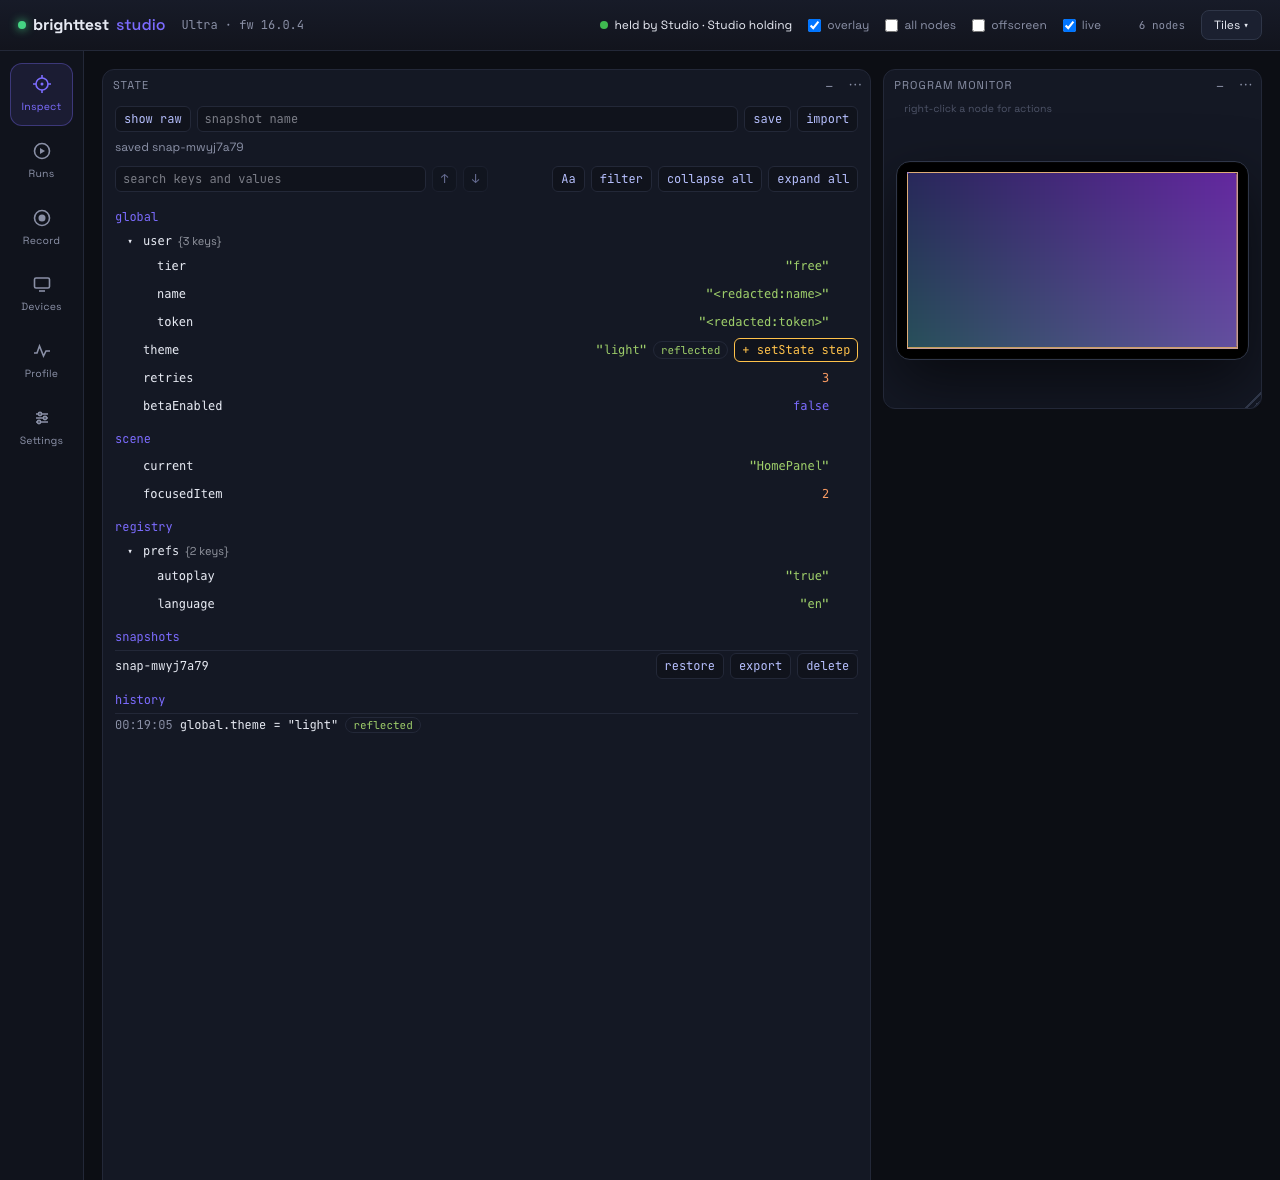 brighttest studio Ultra · fw 16.0.4 held by Studio · Studio holding overlay all nodes offscreen live 6 nodes Tiles ▾
Inspect
Runs
Record
Devices
Profile
Settings
STATE – ···
show raw snapshot name save import
saved snap-mwyj7a79
search keys and values ↑ ↓ Aa filter collapse all expand all
global
▾ user {3 keys}
tier "free"
name "<redacted:name>"
token "<redacted:token>"
theme "light" reflected + setState step
retries 3
betaEnabled false
scene
current "HomePanel"
focusedItem 2
registry
▾ prefs {2 keys}
autoplay "true"
language "en"
snapshots
snap-mwyj7a79 restore export delete
history
00:19:05 global.theme = "light" reflected
PROGRAM MONITOR – ···
right-click a node for actions